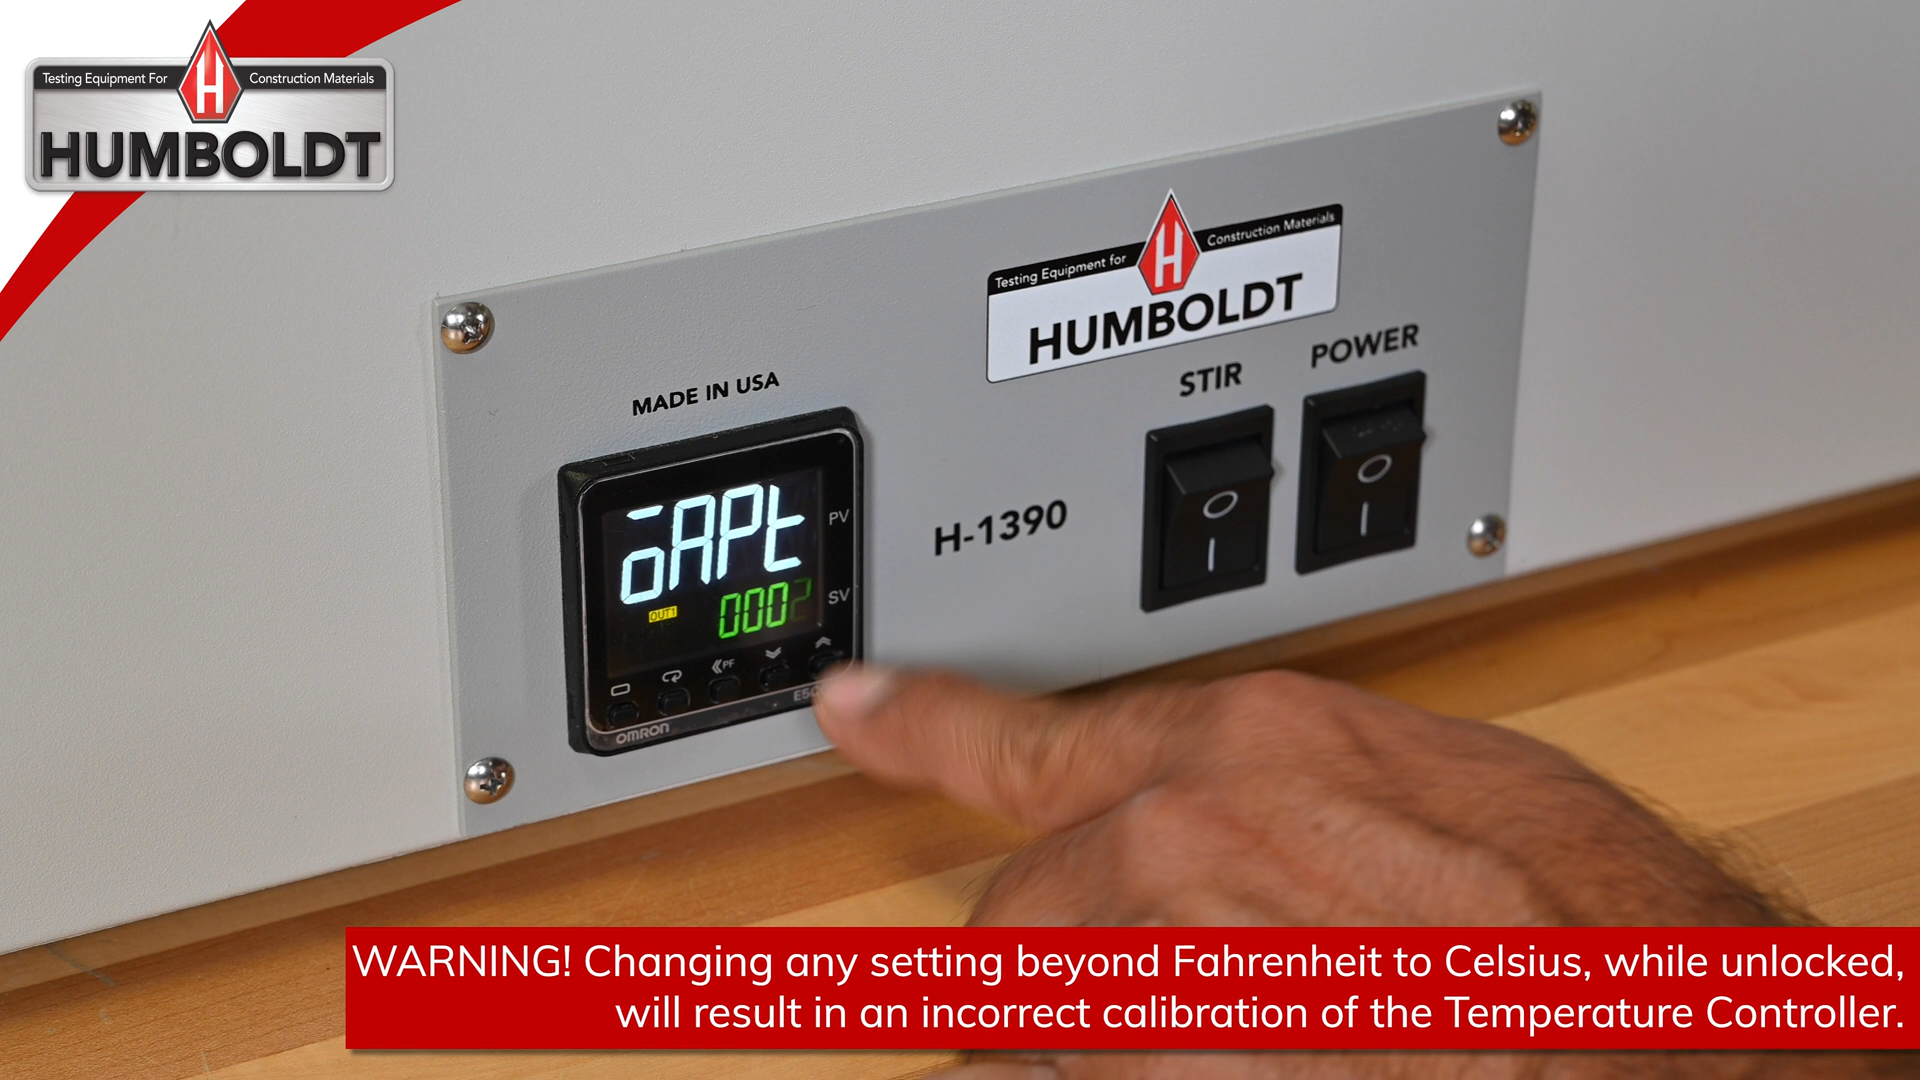 Testing Equipment For Construction Materials
H
HUMBOLDT
Testing Equipment for Construction Materials
H
HUMBOLDT
MADE IN USA
STIR
POWER
H-1390
PV
SV
OUT1
000
PF
OMRON
WARNING! Changing any setting beyond Fahrenheit to Celsius, while unlocked,
will result in an incorrect calibration of the Temperature Controller.